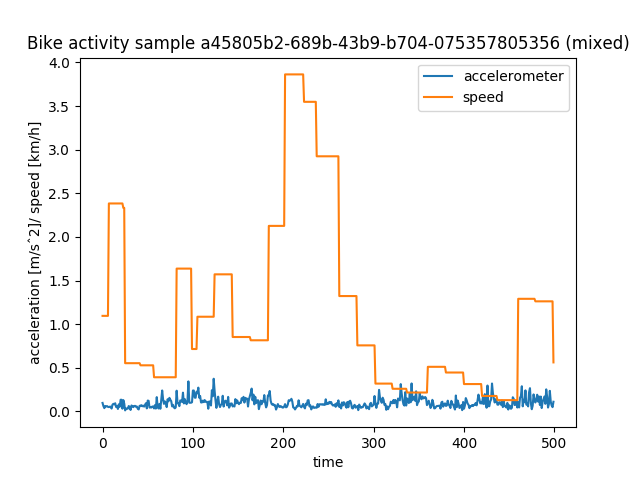 Bike activity sample a45805b2-689b-43b9-b704-075357805356 (mixed)
accelerometer
speed
acceleration [m/s^2]/ speed [km/h]
4.0
3.5
3.0
2.5
2.0
1.5
1.0
0.5
0.0
0 100 200 300 400 500
time